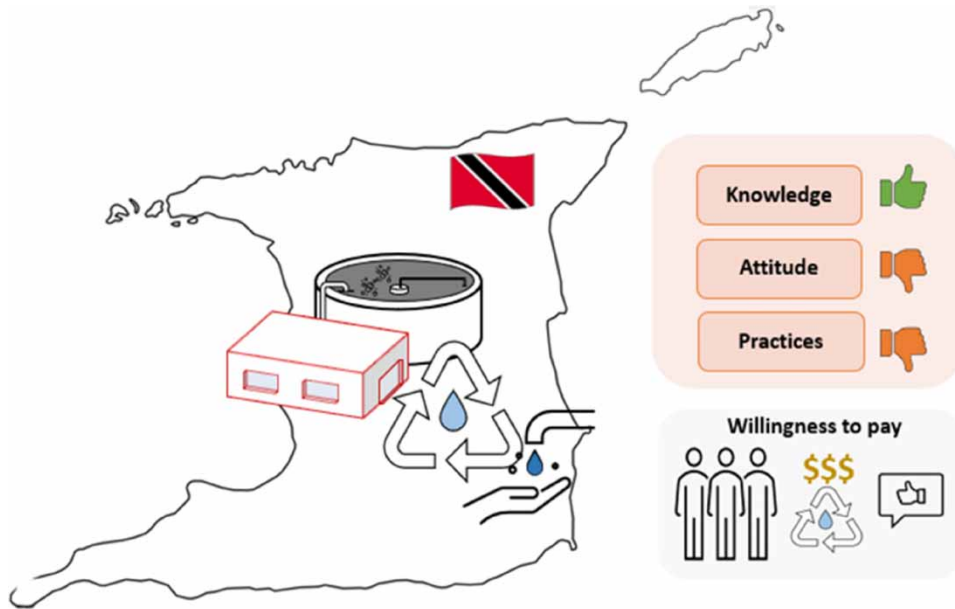 Knowledge
Attitude
Practices
Willingness to pay
$$$